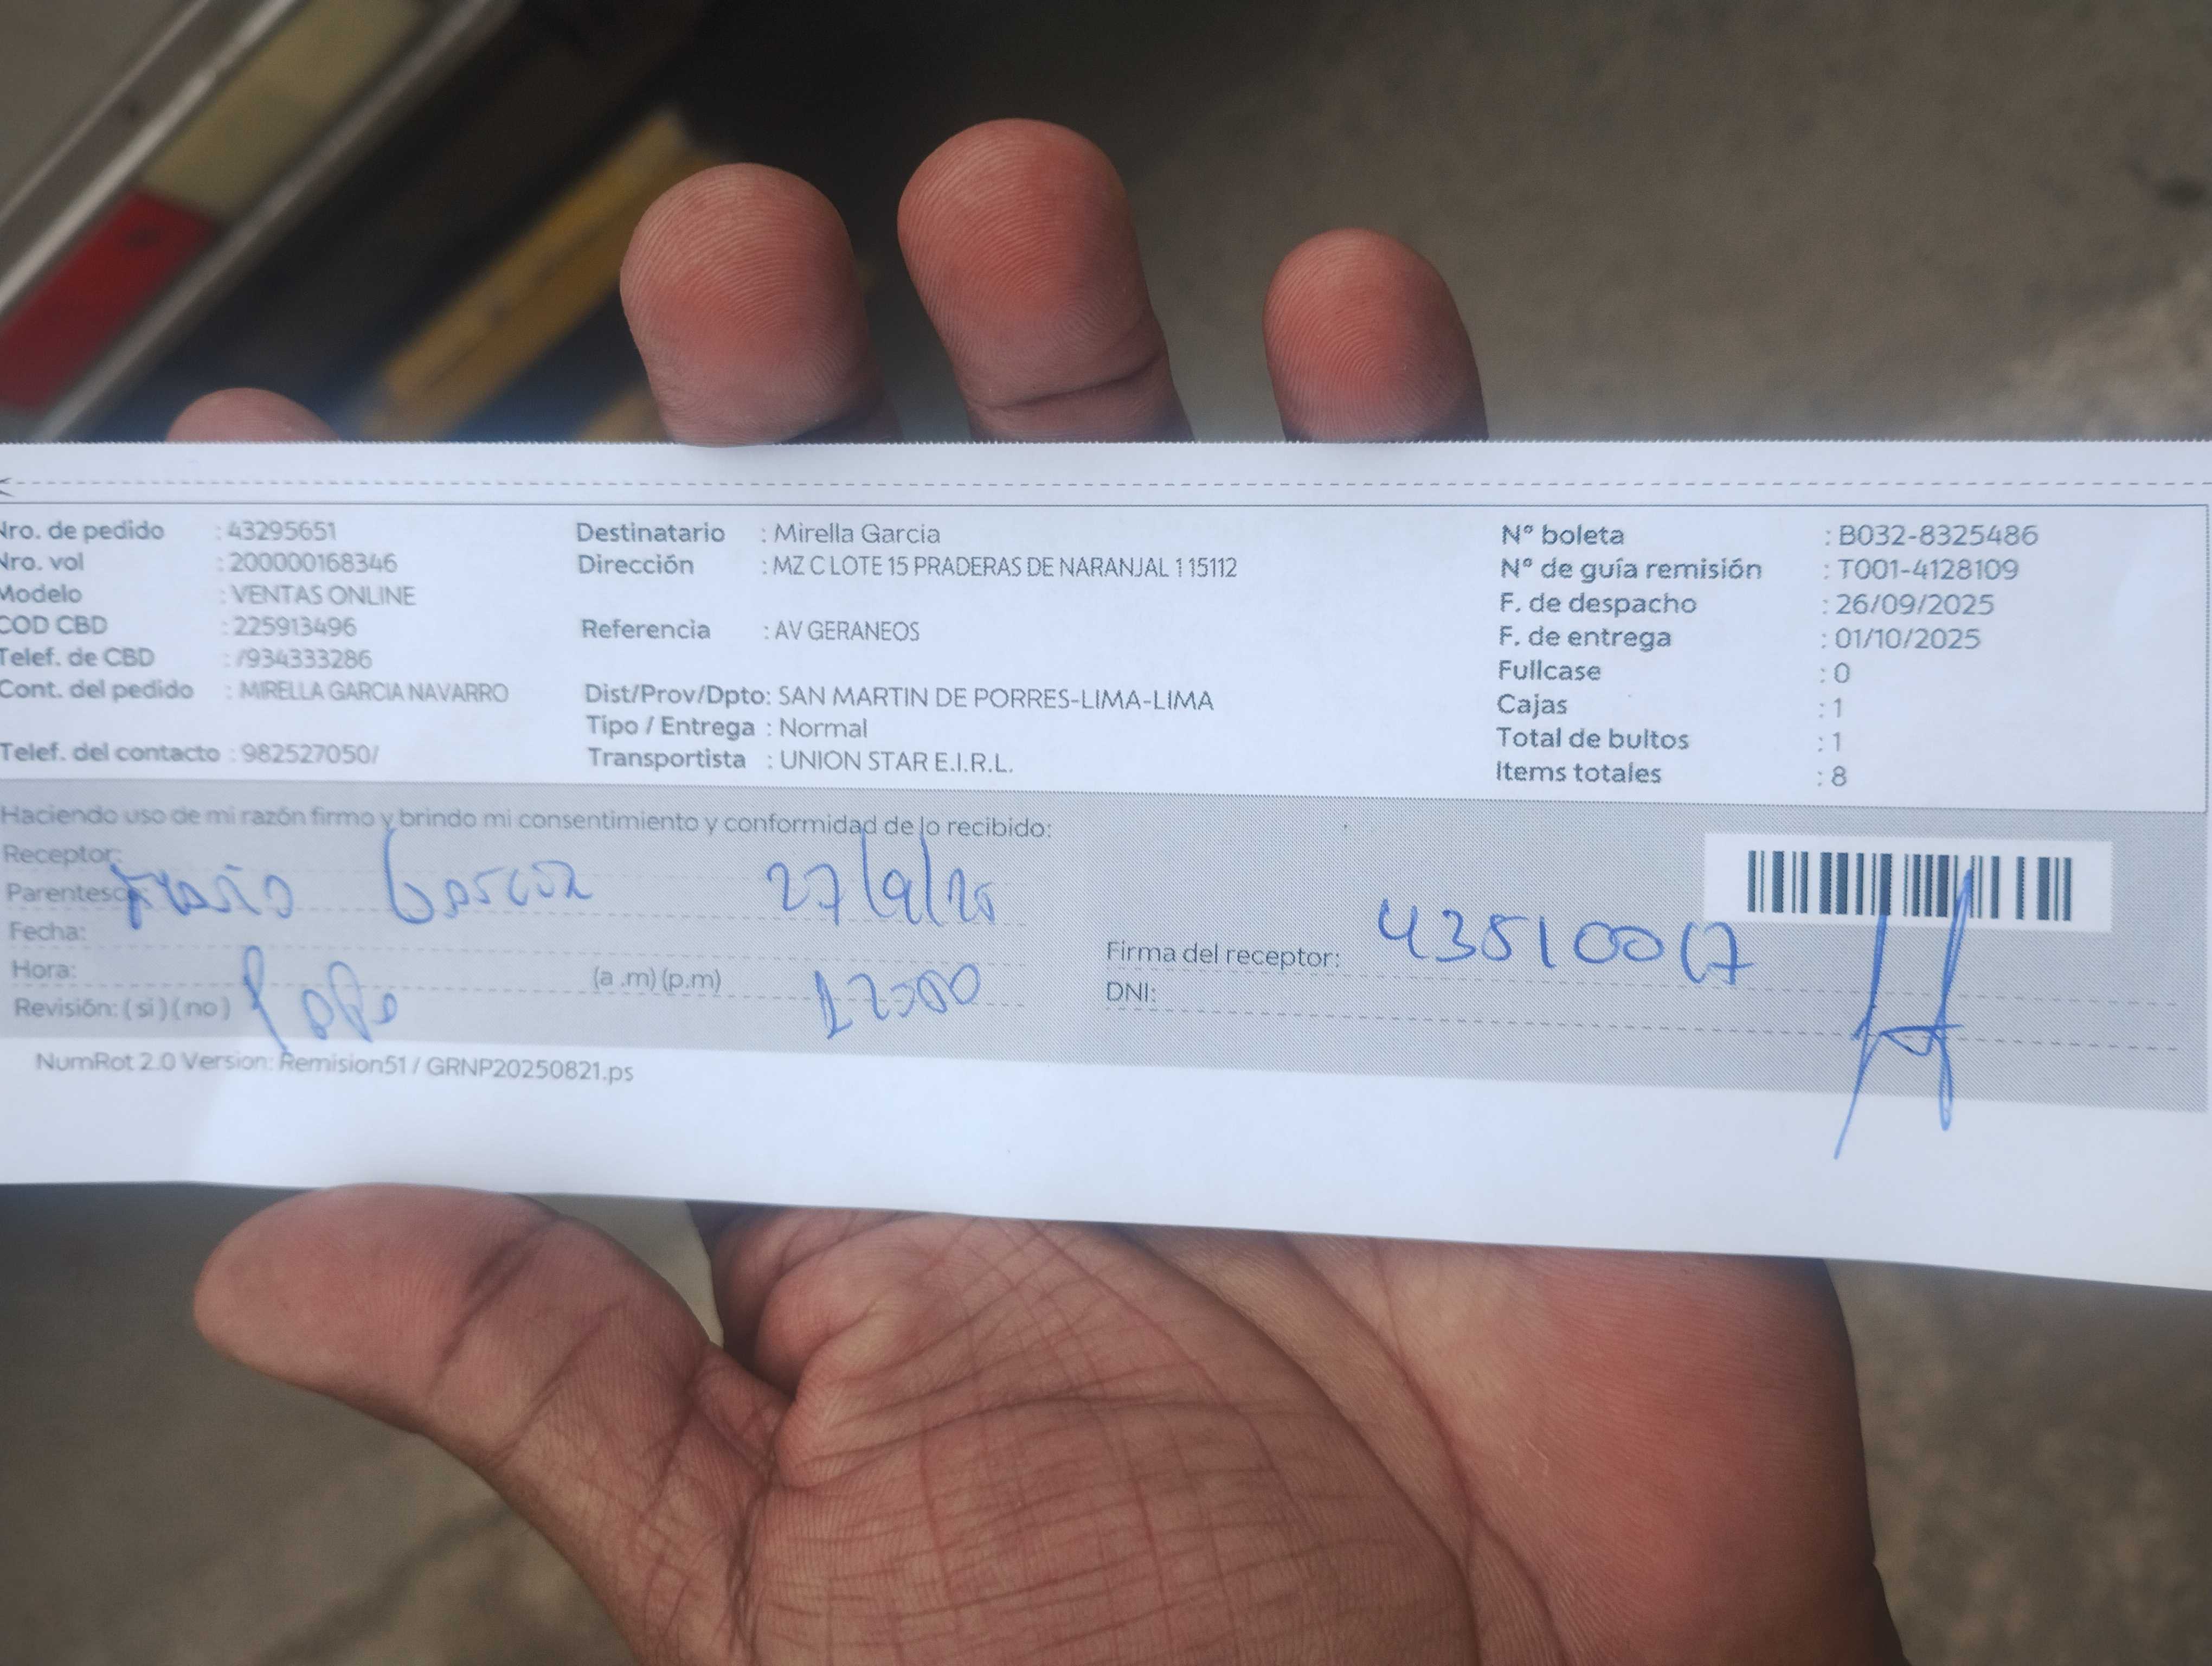 Nro. de pedido : 43295651
Nro. vol : 200000168346
Modelo : VENTAS ONLINE
COD CBD : 225913496
Telef. de CBD : /934333286
Cont. del pedido : MIRELLA GARCIA NAVARRO
Telef. del contacto : 982527050/
Destinatario : Mirella Garcia
Dirección : MZ C LOTE 15 PRADERAS DE NARANJAL 1 15112
Referencia : AV GERANEOS
Dist/Prov/Dpto: SAN MARTIN DE PORRES-LIMA-LIMA
Tipo / Entrega : Normal
Transportista : UNION STAR E.I.R.L.
N° boleta : B032-8325486
N° de guía remisión : T001-4128109
F. de despacho : 26/09/2025
F. de entrega : 01/10/2025
Fullcase : 0
Cajas : 1
Total de bultos : 1
Items totales : 8
Haciendo uso de mi razón firmo y brindo mi consentimiento y conformidad de lo recibido:
Receptor:
Parentesco: 27/9/25
Fecha:
Hora: (a .m) (p.m) 12:00
Revisión: ( si ) ( no )
Firma del receptor: 43510017
DNI:
NumRot 2.0 Version: Remision51 / GRNP20250821.ps